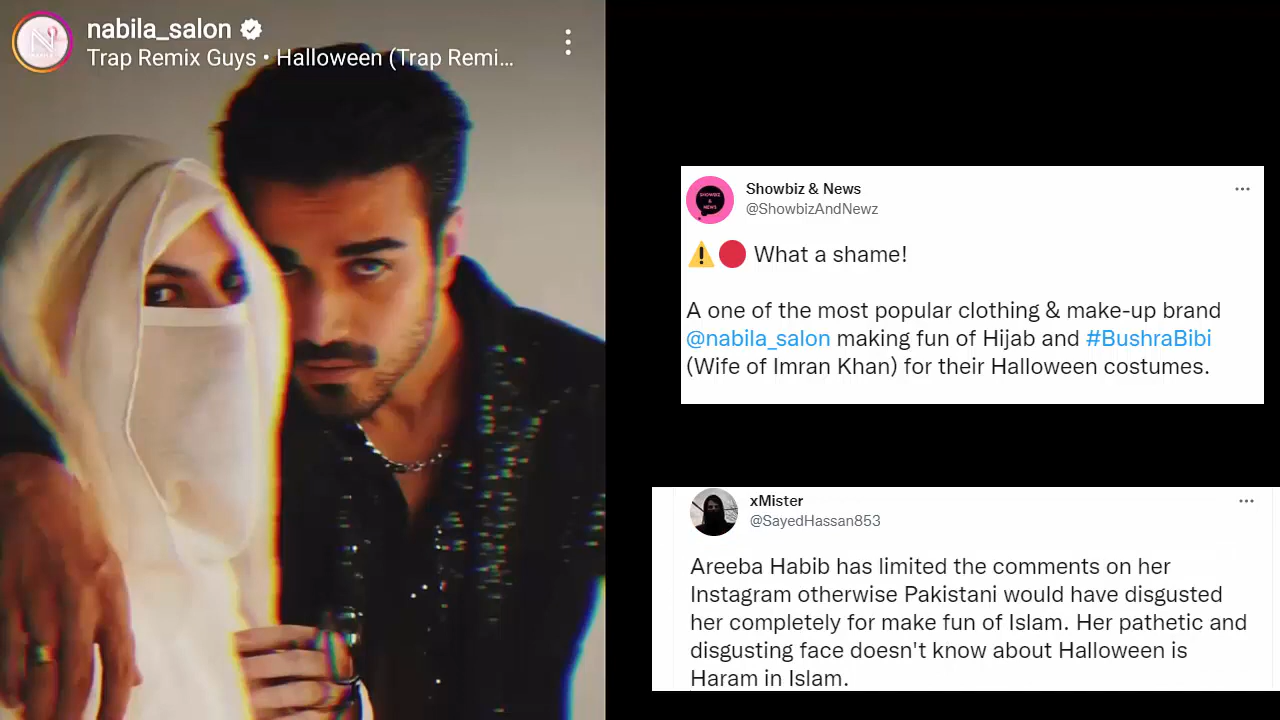 nabila_salon
Trap Remix Guys • Halloween (Trap Remi...
Showbiz & News
@ShowbizAndNewz
What a shame!
A one of the most popular clothing & make-up brand
@nabila_salon making fun of Hijab and #BushraBibi
(Wife of Imran Khan) for their Halloween costumes.
xMister
@SayedHassan853
Areeba Habib has limited the comments on her
Instagram otherwise Pakistani would have disgusted
her completely for make fun of Islam. Her pathetic and
disgusting face doesn't know about Halloween is
Haram in Islam.